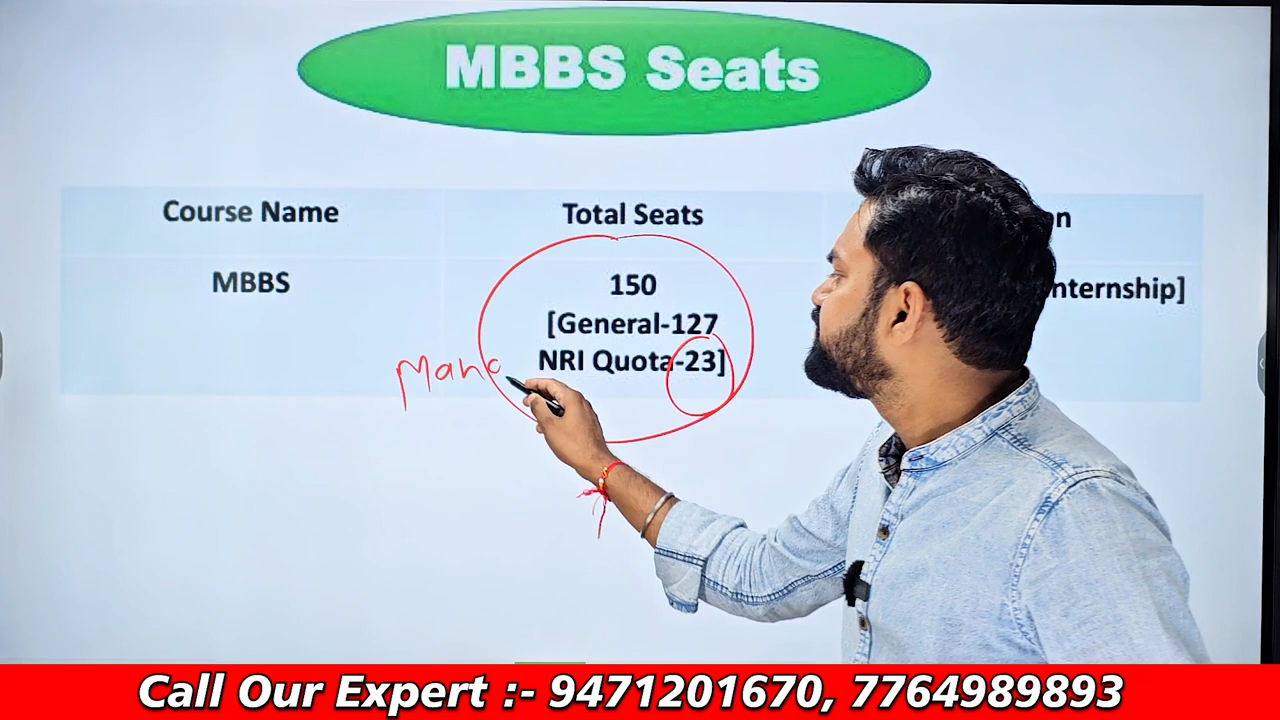 MBBS Seats
Course Name Total Seats n
MBBS 150 nternship]
[General-127
NRI Quota-23]
Mana
Call Our Expert :- 9471201670, 7764989893